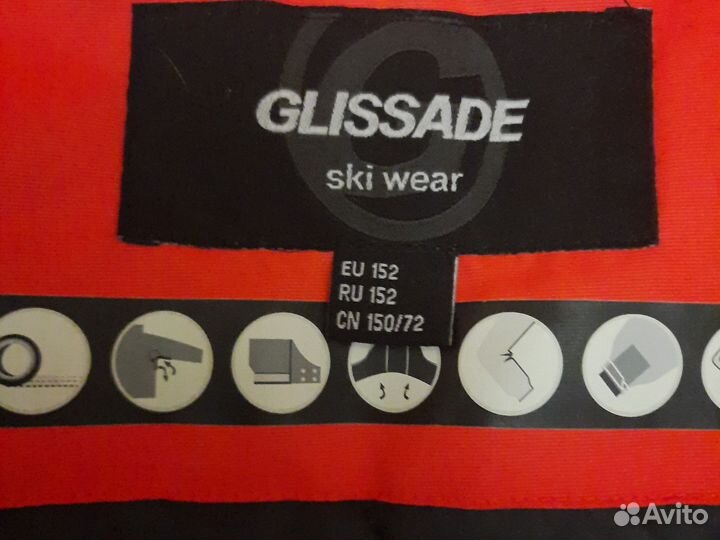 GLISSADE
ski wear
EU 152
RU 152
CN 150/72
Avito